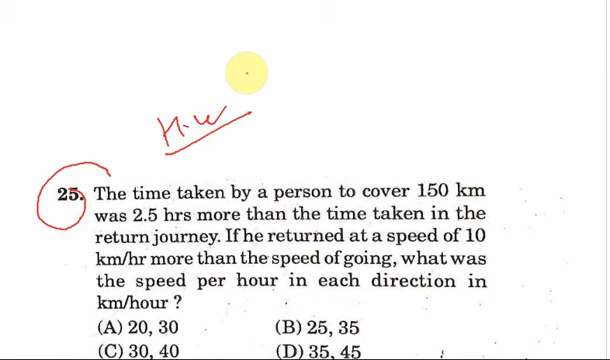 H.W
25. The time taken by a person to cover 150 km
was 2.5 hrs more than the time taken in the
return journey. If he returned at a speed of 10
km/hr more than the speed of going, what was
the speed per hour in each direction in
km/hour ?
(A) 20, 30 (B) 25, 35
(C) 30, 40 (D) 35, 45